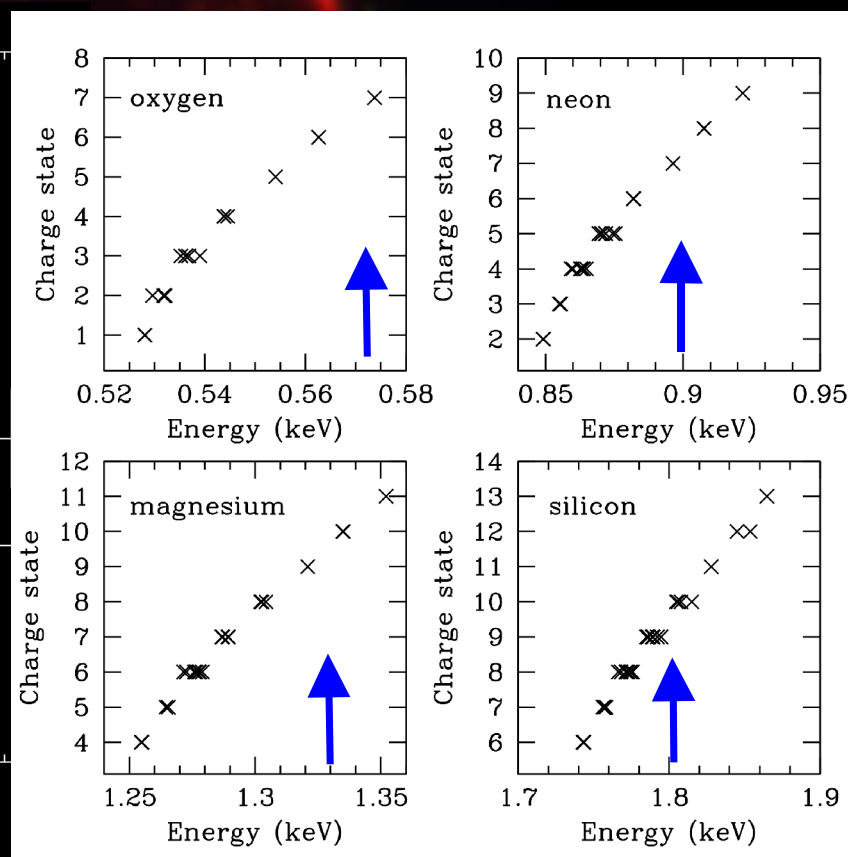 8
7
6
5
4
3
2
1
Charge state
oxygen
0.52 0.54 0.56 0.58
Energy (keV)
10
9
8
7
6
5
4
3
2
Charge state
neon
0.85 0.9 0.95
Energy (keV)
12
11
10
9
8
7
6
5
4
Charge state
magnesium
1.25 1.3 1.35
Energy (keV)
14
13
12
11
10
9
8
7
6
Charge state
silicon
1.7 1.8 1.9
Energy (keV)